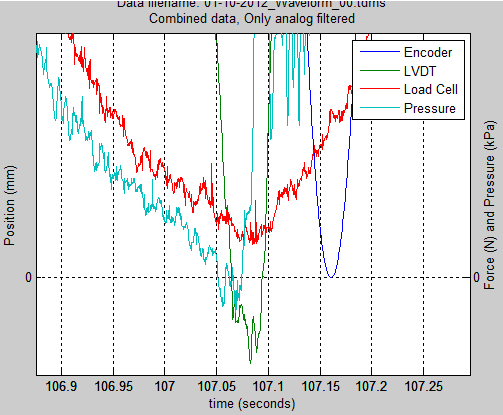 Data filename: 01-10-2012_Waveform_00.tdms
Combined data, Only analog filtered
Encoder
LVDT
Load Cell
Pressure
Position (mm)
Force (N) and Pressure (kPa)
0
0
106.9 106.95 107 107.05 107.1 107.15 107.2 107.25
time (seconds)